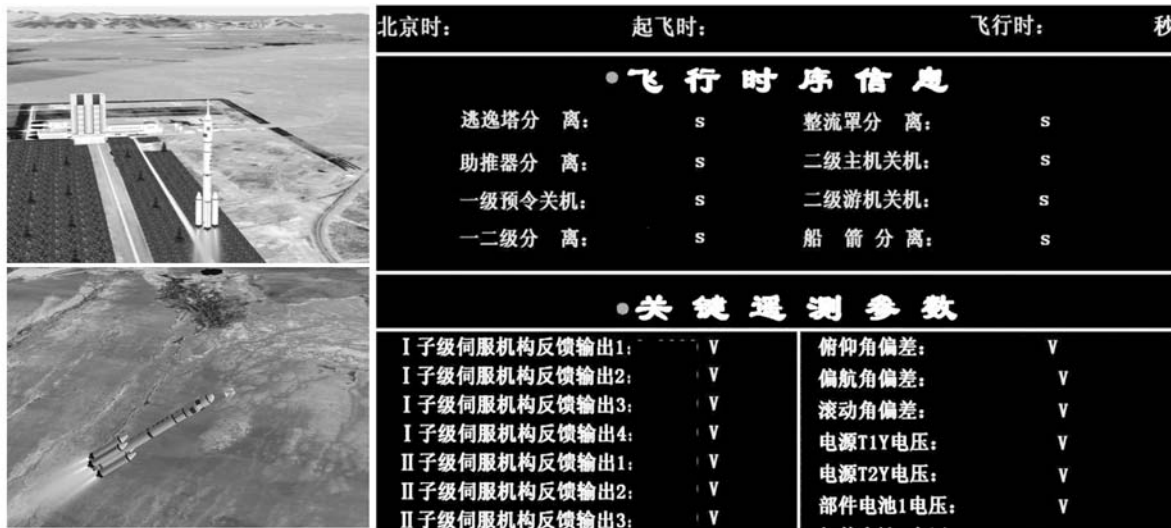 北京时： 起飞时： 飞行时： 秒
飞行时序信息
逃逸塔分 离： s 整流罩分 离： s
助推器分 离： s 二级主机关机： s
一级预令关机： s 二级游机关机： s
一二级分 离： s 船 箭 分 离： s
关键遥测参数
Ⅰ子级伺服机构反馈输出1： V
Ⅰ子级伺服机构反馈输出2： V
Ⅰ子级伺服机构反馈输出3： V
Ⅰ子级伺服机构反馈输出4： V
Ⅱ子级伺服机构反馈输出1： V
Ⅱ子级伺服机构反馈输出2： V
Ⅱ子级伺服机构反馈输出3： V
俯仰角偏差： V
偏航角偏差： V
滚动角偏差： V
电源T1Y电压： V
电源T2Y电压： V
部件电池1电压： V